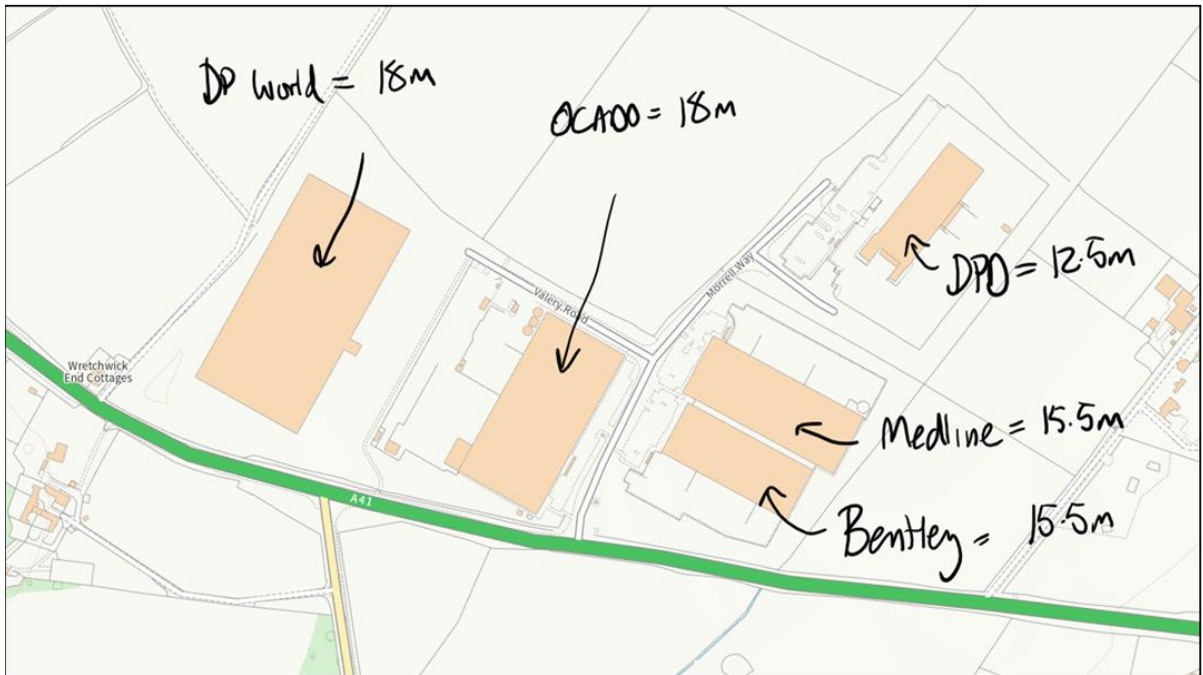 DP World = 18m
OCADO = 18m
Valery Road
Morrell Way
DPD = 12.5m
Wretchwick
End Cottages
Medline = 15.5m
A41
Bentley = 15.5m